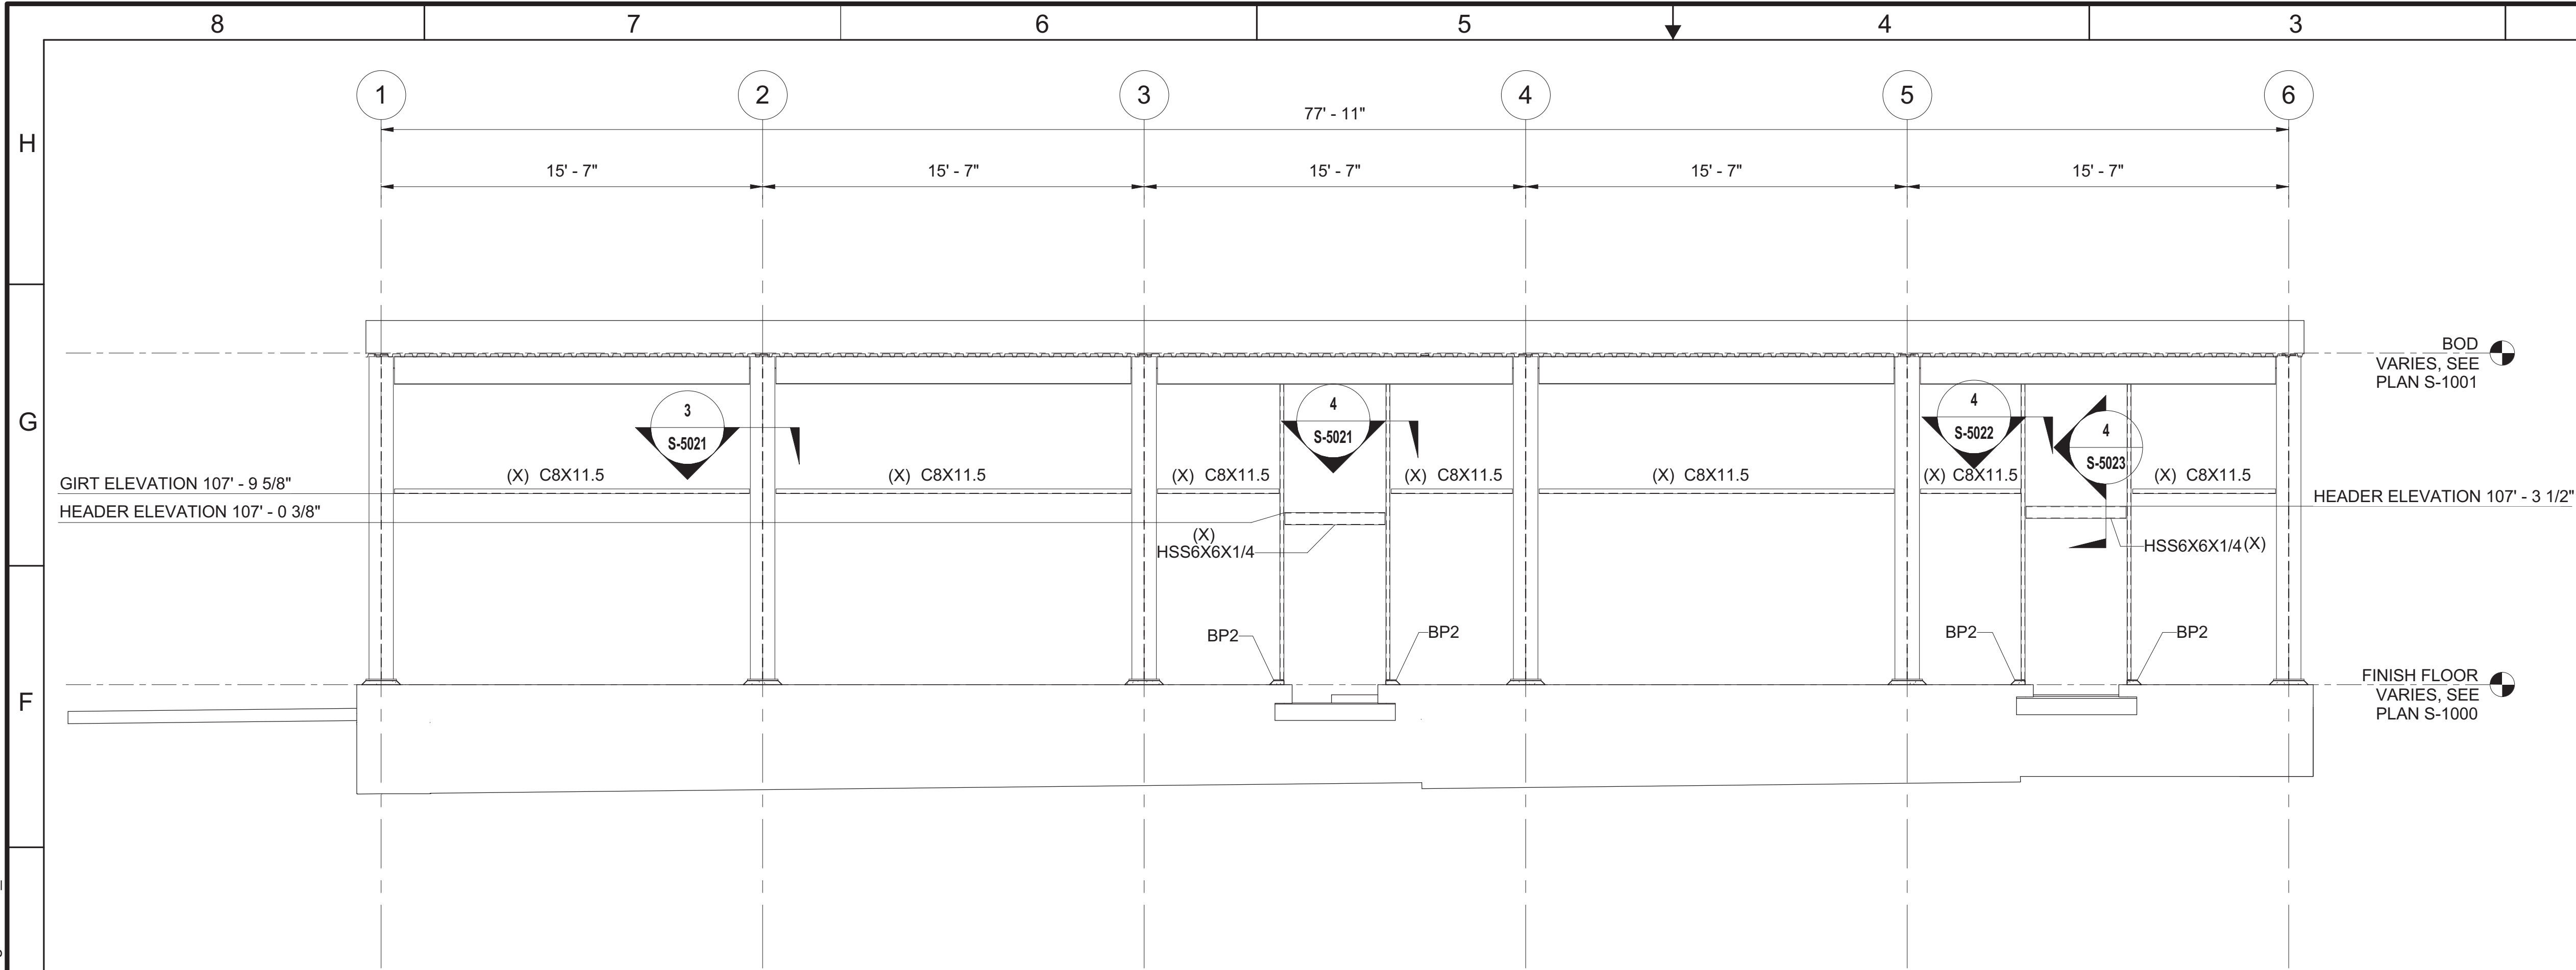 8 7 6 5 4 3
H
1 2 3 4 5 6
77' - 11"
15' - 7" 15' - 7" 15' - 7" 15' - 7" 15' - 7"
G
BOD
VARIES, SEE
PLAN S-1001
3
S-5021
4
S-5021
4
S-5022
4
S-5023
(X) C8X11.5 (X) C8X11.5 (X) C8X11.5 (X) C8X11.5 (X) C8X11.5 (X) C8X11.5 (X) C8X11.5
GIRT ELEVATION 107' - 9 5/8"
HEADER ELEVATION 107' - 0 3/8"
HEADER ELEVATION 107' - 3 1/2"
(X)
HSS6X6X1/4
HSS6X6X1/4 (X)
BP2 BP2 BP2 BP2
F
FINISH FLOOR
VARIES, SEE
PLAN S-1000